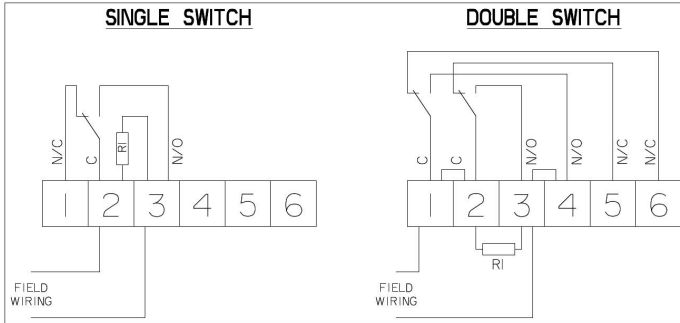 SINGLE SWITCH
N/C
C
RI
N/O
1 2 3 4 5 6
FIELD
WIRING
DOUBLE SWITCH
C
C
N/O
N/O
N/C
N/C
1 2 3 4 5 6
RI
FIELD
WIRING